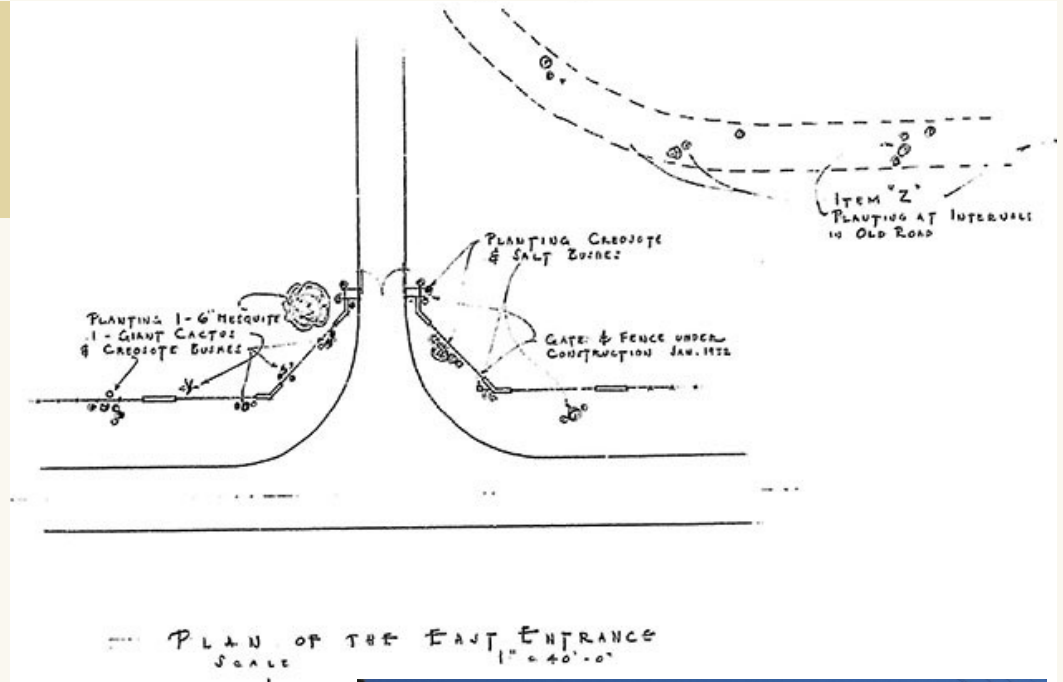 ITEM "Z"
PLANTING AT INTERVALS
IN OLD ROAD
PLANTING CREOSOTE
& SALT BUSHES
PLANTING 1-6" MESQUITE
1-GIANT CACTUS
& CREOSOTE BUSHES
GATE & FENCE UNDER
CONSTRUCTION JAN. 1932
PLAN OF THE EAST ENTRANCE
SCALE 1" = 40'-0"